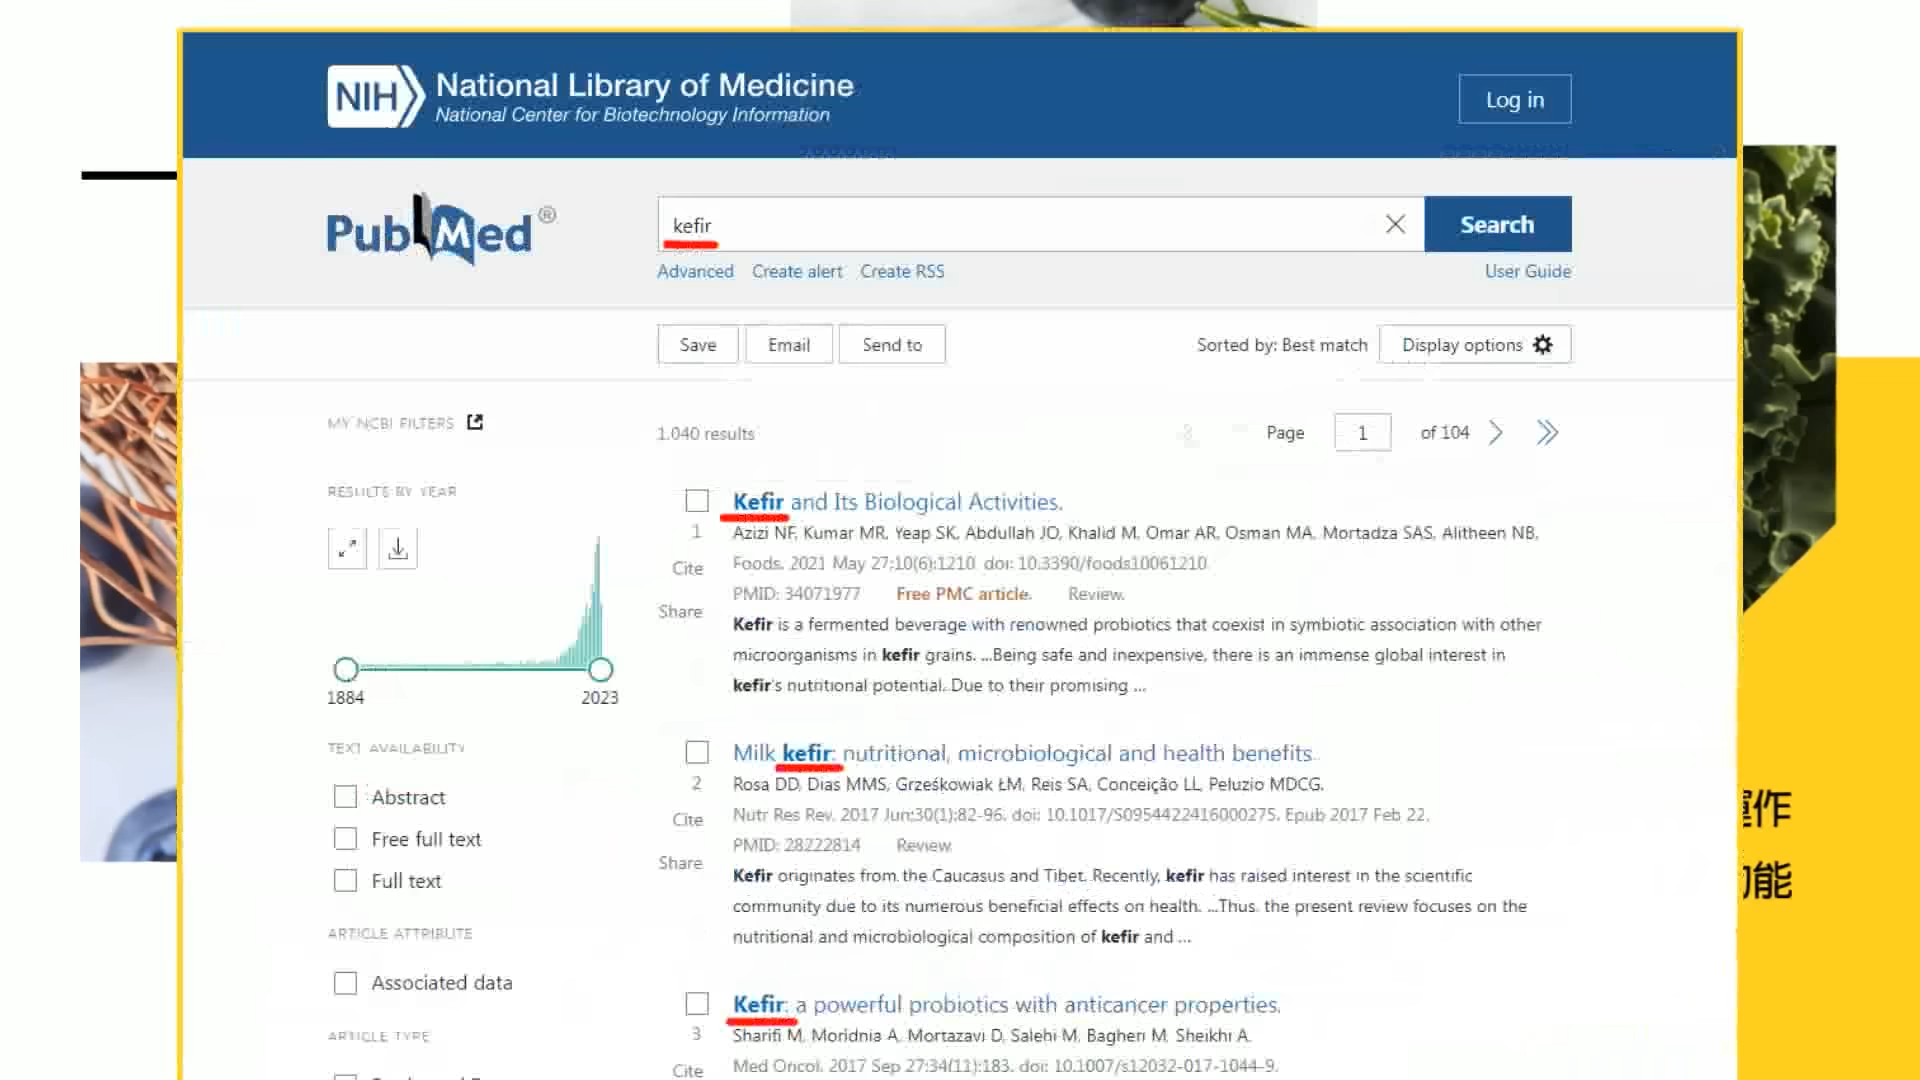 NIH National Library of Medicine
National Center for Biotechnology Information
Log in
PubMed®
kefir
Search
Advanced Create alert Create RSS
User Guide
Save Email Send to
Sorted by: Best match
Display options
MY NCBI FILTERS
1,040 results
Page 1 of 104
RESULTS BY YEAR
1884 2023
TEXT AVAILABILITY
Abstract
Free full text
Full text
ARTICLE ATTRIBUTE
Associated data
ARTICLE TYPE
Kefir and Its Biological Activities.
1
Azizi NF, Kumar MR, Yeap SK, Abdullah JO, Khalid M, Omar AR, Osman MA, Mortadza SAS, Alitheen NB.
Cite
Foods. 2021 May 27;10(6):1210. doi: 10.3390/foods10061210.
PMID: 34071977 Free PMC article. Review.
Share
Kefir is a fermented beverage with renowned probiotics that coexist in symbiotic association with other
microorganisms in kefir grains. ...Being safe and inexpensive, there is an immense global interest in
kefir's nutritional potential. Due to their promising ...
Milk kefir: nutritional, microbiological and health benefits.
2
Rosa DD, Dias MMS, Grześkowiak ŁM, Reis SA, Conceição LL, Peluzio MDCG.
Cite
Nutr Res Rev. 2017 Jun;30(1):82-96. doi: 10.1017/S0954422416000275. Epub 2017 Feb 22.
PMID: 28222814 Review.
Share
Kefir originates from the Caucasus and Tibet. Recently, kefir has raised interest in the scientific
community due to its numerous beneficial effects on health. ...Thus, the present review focuses on the
nutritional and microbiological composition of kefir and ...
Kefir: a powerful probiotics with anticancer properties.
3
Sharifi M, Moridnia A, Mortazavi D, Salehi M, Bagheri M, Sheikhi A.
Cite
Med Oncol. 2017 Sep 27;34(11):183. doi: 10.1007/s12032-017-1044-9.
運作
功能